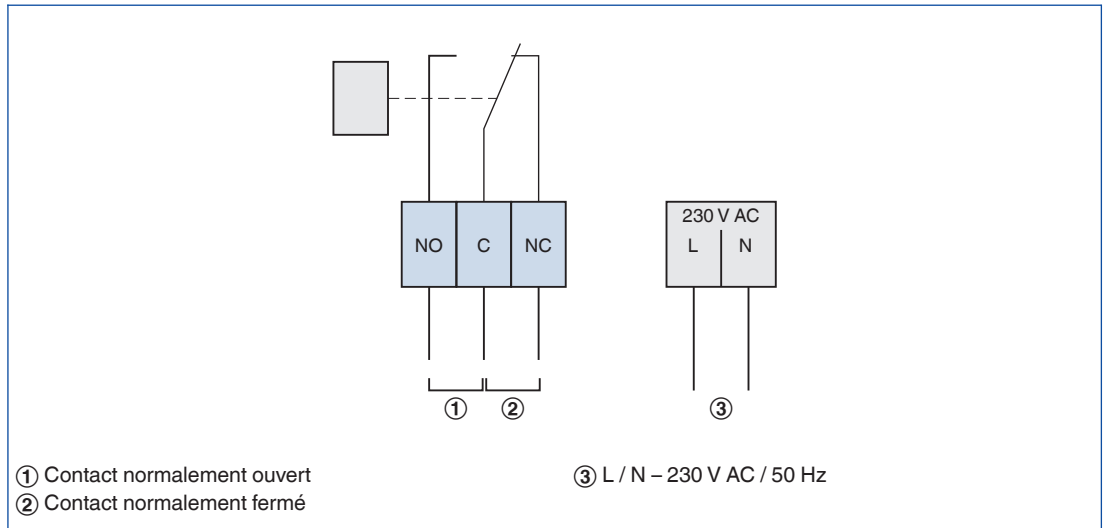 230 V AC
NO C NC L N
① ② ③
① Contact normalement ouvert
③ L / N – 230 V AC / 50 Hz
② Contact normalement fermé